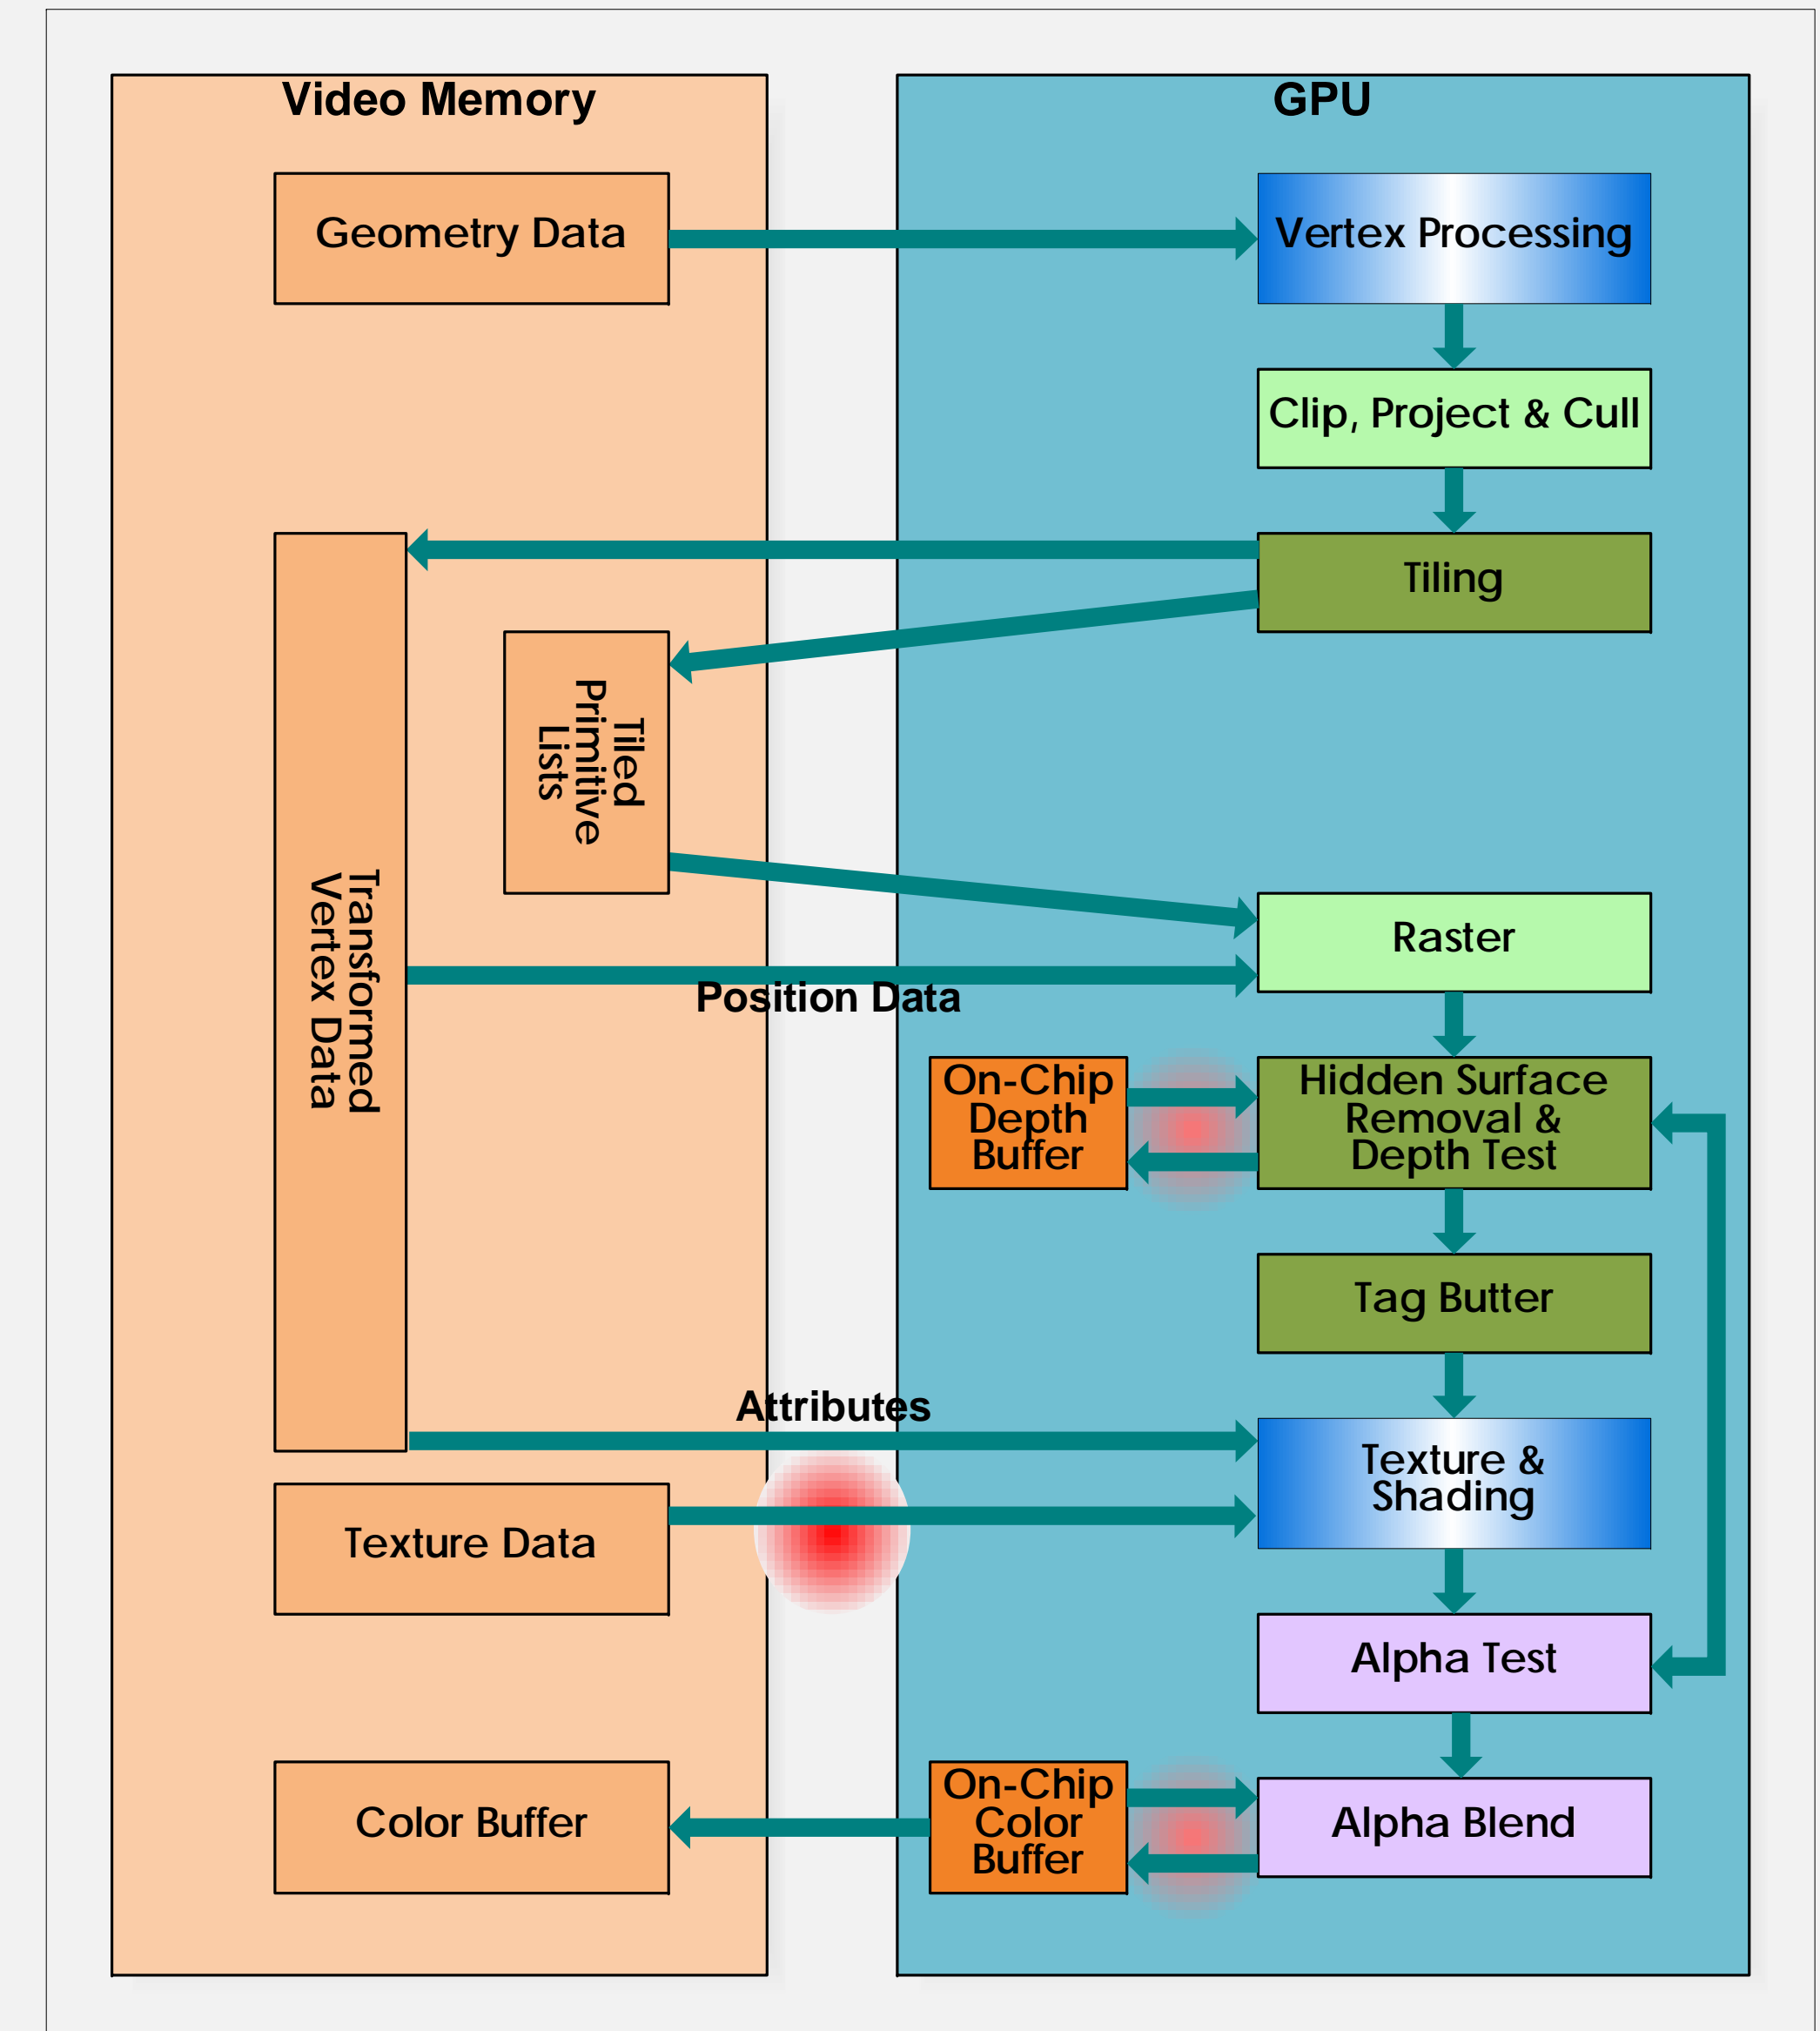 Video Memory
GPU
Geometry Data
Vertex Processing
Clip, Project & Cull
Tiling
Tiled
Primitive
Lists
Transformed
Vertex Data
Raster
Position Data
On-Chip
Depth
Buffer
Hidden Surface
Removal &
Depth Test
Tag Butter
Attributes
Texture &
Shading
Texture Data
Alpha Test
Color Buffer
On-Chip
Color
Buffer
Alpha Blend